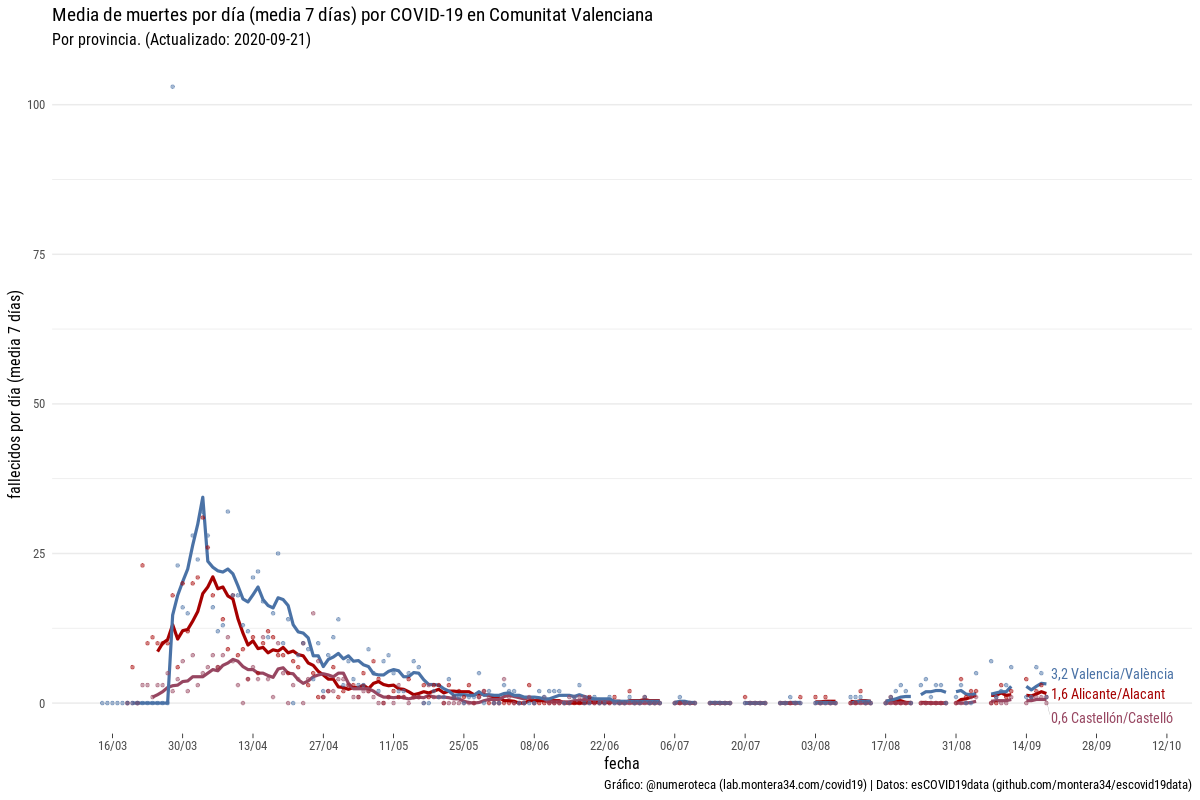 Media de muertes por día (media 7 días) por COVID-19 en Comunitat Valenciana
Por provincia. (Actualizado: 2020-09-21)
fallecidos por día (media 7 días)
100
75
50
25
0
3,2 Valencia/València
1,6 Alicante/Alacant
0,6 Castellón/Castelló
16/03
30/03
13/04
27/04
11/05
25/05
08/06
22/06
06/07
20/07
03/08
17/08
31/08
14/09
28/09
12/10
fecha
Gráfico: @numeroteca (lab.montera34.com/covid19) | Datos: esCOVID19data (github.com/montera34/escovid19data)